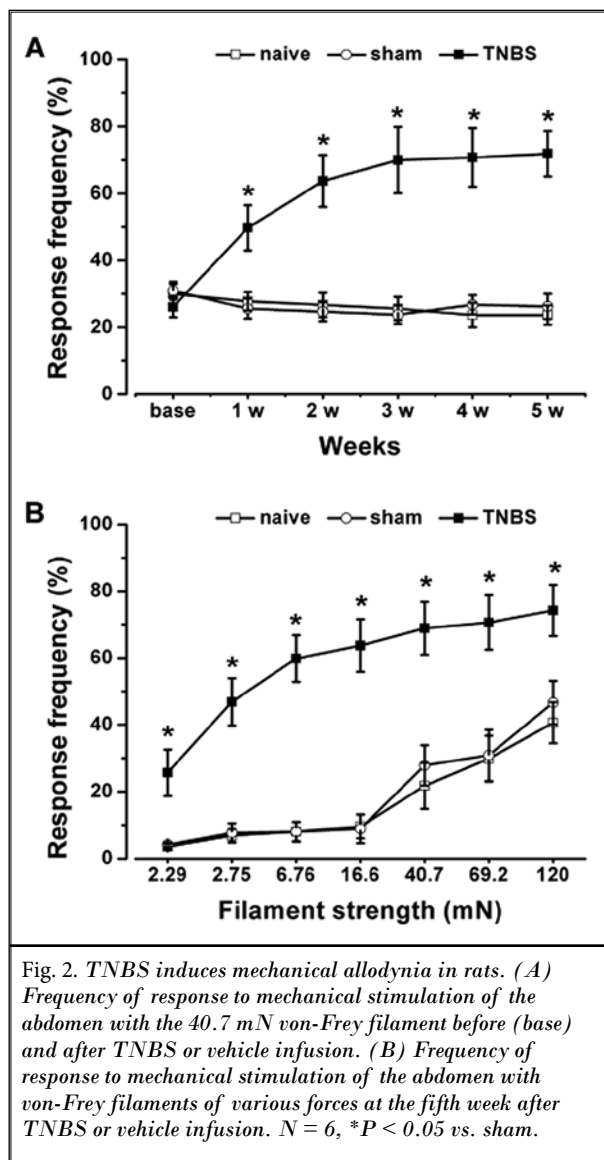 A
naive sham TNBS
Response frequency (%)
100
80
60
40
20
0
* * * * *
base 1 w 2 w 3 w 4 w 5 w
Weeks
B
naive sham TNBS
Response frequency (%)
100
80
60
40
20
0
* * * * * * *
2.29 2.75 6.76 16.6 40.7 69.2 120
Filament strength (mN)
Fig. 2. TNBS induces mechanical allodynia in rats. (A)
Frequency of response to mechanical stimulation of the
abdomen with the 40.7 mN von-Frey filament before (base)
and after TNBS or vehicle infusion. (B) Frequency of
response to mechanical stimulation of the abdomen with
von-Frey filaments of various forces at the fifth week after
TNBS or vehicle infusion. N = 6, *P < 0.05 vs. sham.